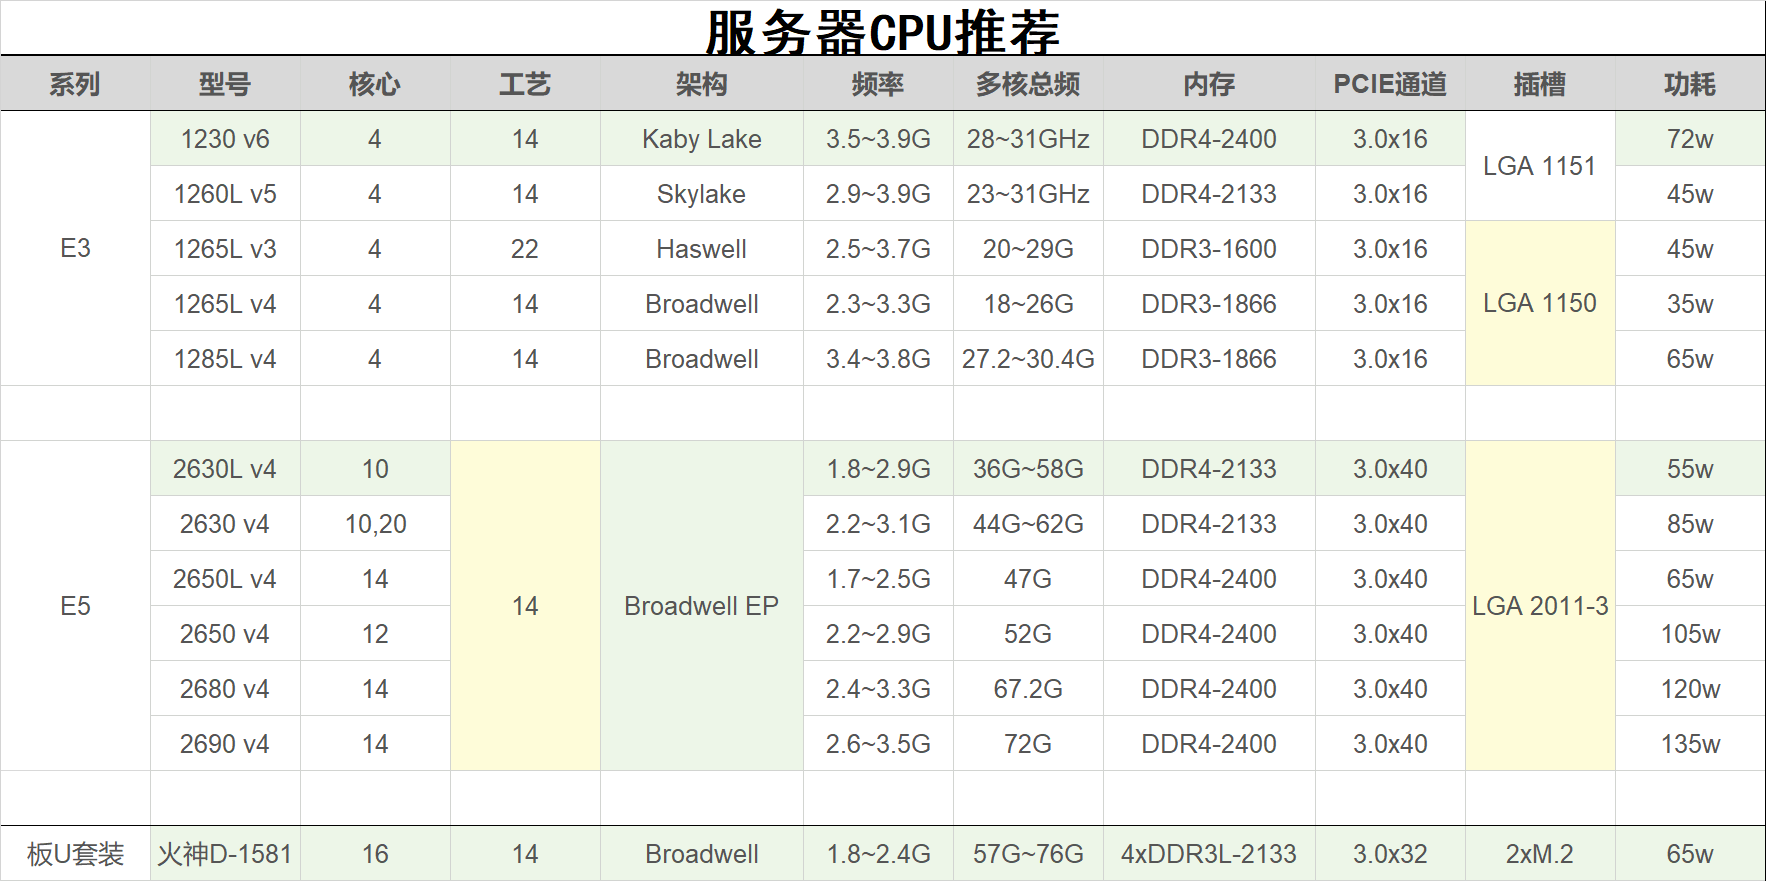 服务器CPU推荐
系列 型号 核心 工艺 架构 频率 多核总频 内存 PCIE通道 插槽 功耗
E3 1230 v6 4 14 Kaby Lake 3.5~3.9G 28~31GHz DDR4-2400 3.0x16 LGA 1151 72w
1260L v5 4 14 Skylake 2.9~3.9G 23~31GHz DDR4-2133 3.0x16 45w
1265L v3 4 22 Haswell 2.5~3.7G 20~29G DDR3-1600 3.0x16 LGA 1150 45w
1265L v4 4 14 Broadwell 2.3~3.3G 18~26G DDR3-1866 3.0x16 35w
1285L v4 4 14 Broadwell 3.4~3.8G 27.2~30.4G DDR3-1866 3.0x16 65w
E5 2630L v4 10 14 Broadwell EP 1.8~2.9G 36G~58G DDR4-2133 3.0x40 LGA 2011-3 55w
2630 v4 10,20 2.2~3.1G 44G~62G DDR4-2133 3.0x40 85w
2650L v4 14 1.7~2.5G 47G DDR4-2400 3.0x40 65w
2650 v4 12 2.2~2.9G 52G DDR4-2400 3.0x40 105w
2680 v4 14 2.4~3.3G 67.2G DDR4-2400 3.0x40 120w
2690 v4 14 2.6~3.5G 72G DDR4-2400 3.0x40 135w
板U套装 火神D-1581 16 14 Broadwell 1.8~2.4G 57G~76G 4xDDR3L-2133 3.0x32 2xM.2 65w